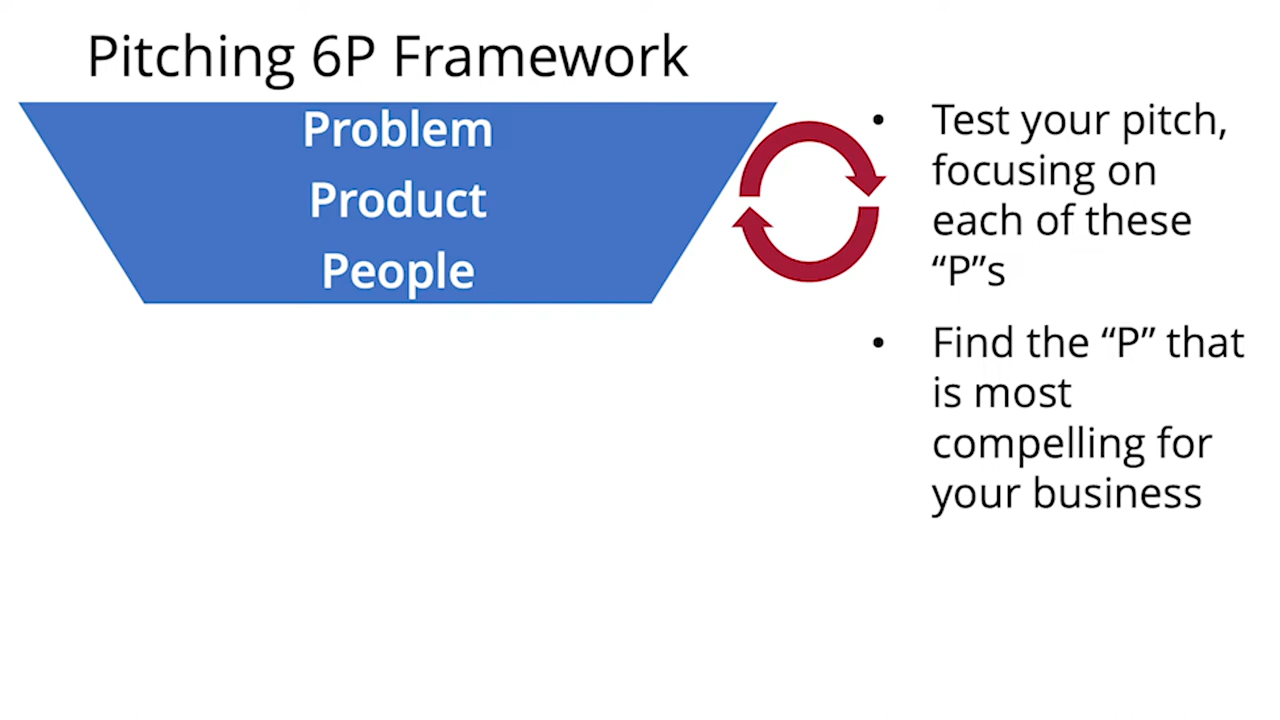 Pitching 6P Framework
Problem
Product
People
• Test your pitch,
focusing on
each of these
“P”s
• Find the “P” that
is most
compelling for
your business